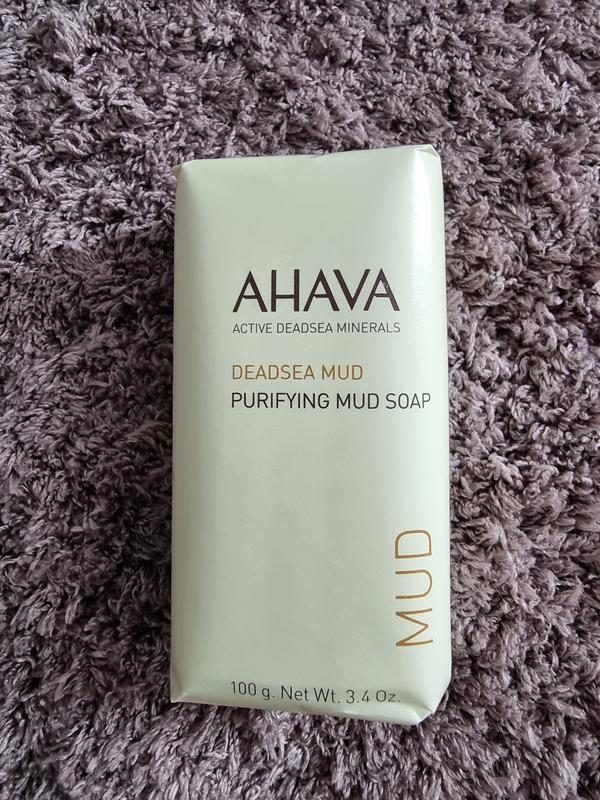 AHAVA
ACTIVE DEADSEA MINERALS
DEADSEA MUD
PURIFYING MUD SOAP
MUD
100 g. Net Wt. 3.4 Oz.